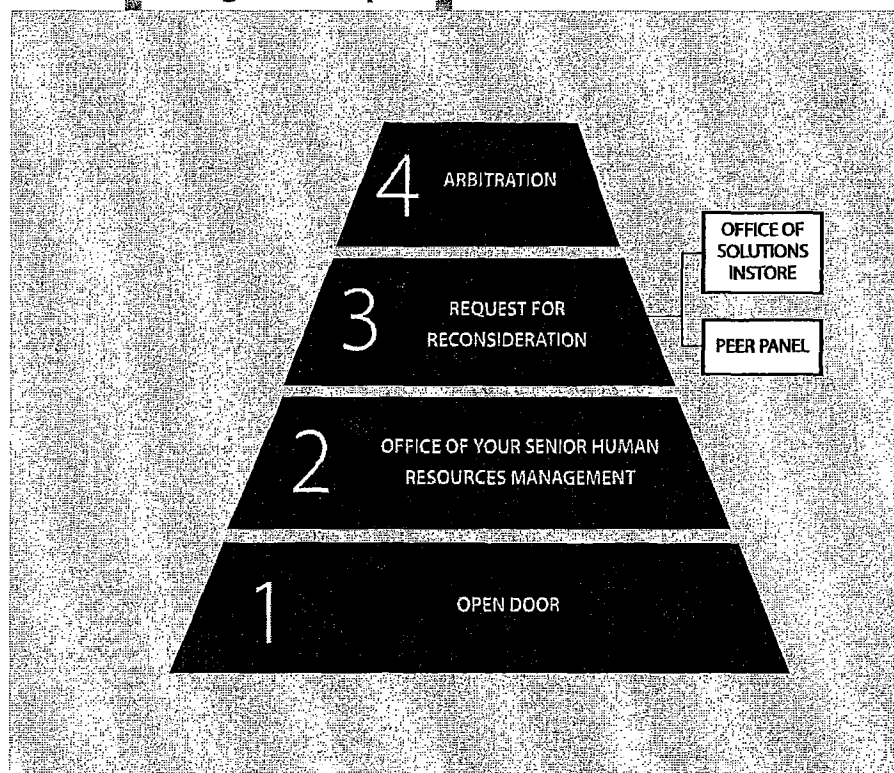 4 ARBITRATION
OFFICE OF
SOLUTIONS
INSTORE
3 REQUEST FOR
RECONSIDERATION
PEER PANEL
2 OFFICE OF YOUR SENIOR HUMAN
RESOURCES MANAGEMENT
1 OPEN DOOR